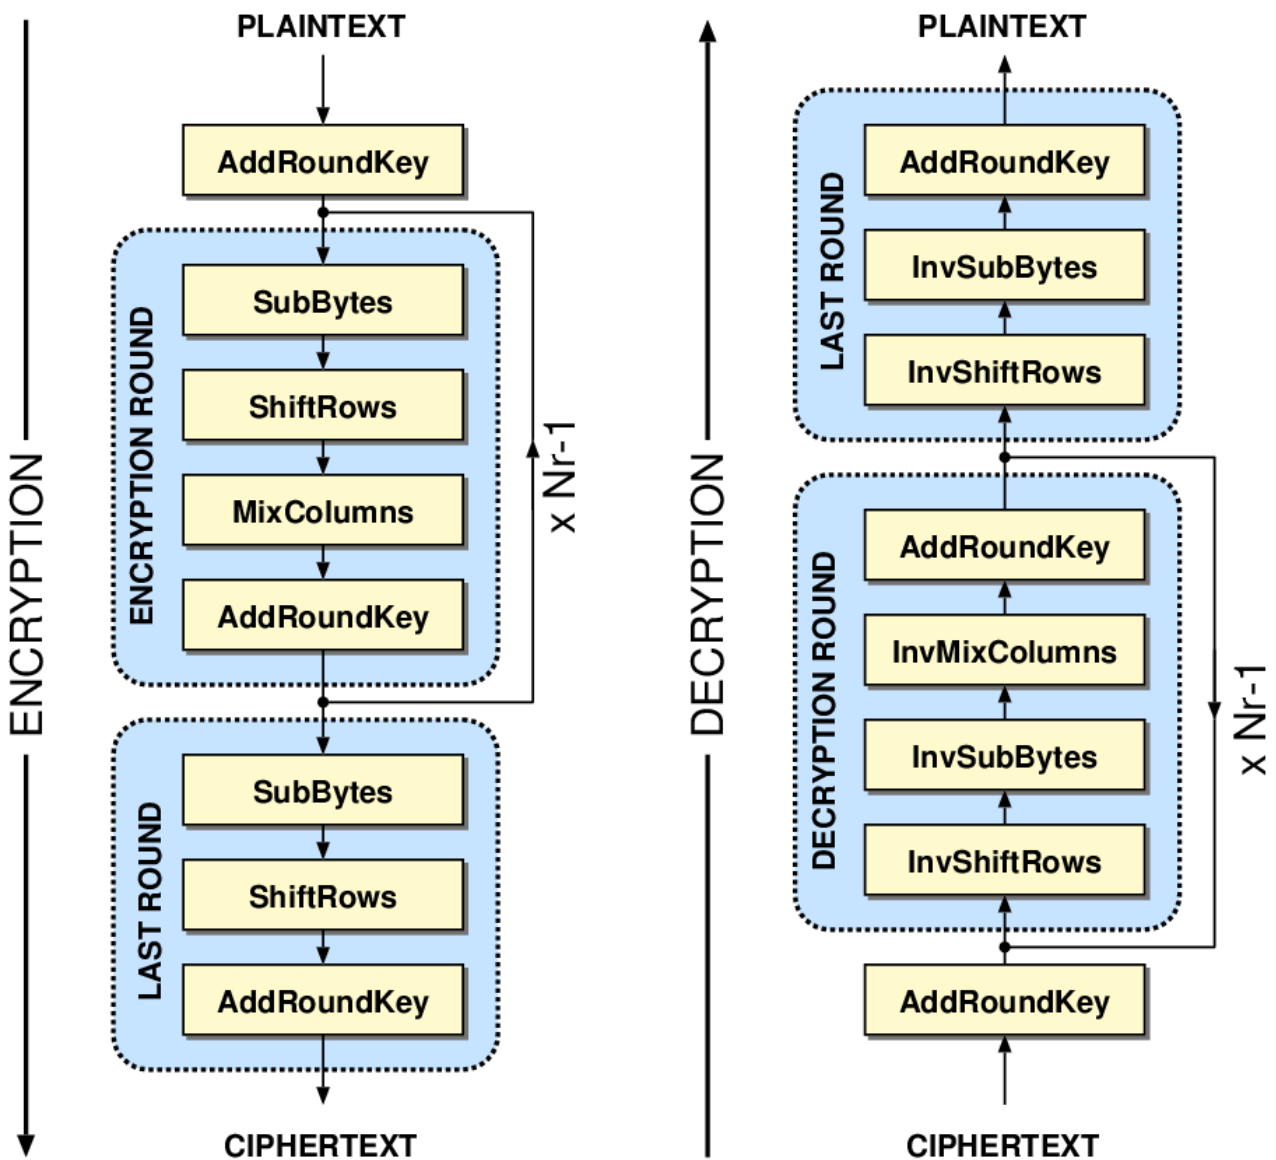 PLAINTEXT
AddRoundKey
ENCRYPTION ROUND
SubBytes
ShiftRows
MixColumns
AddRoundKey
x Nr-1
ENCRYPTION
LAST ROUND
SubBytes
ShiftRows
AddRoundKey
CIPHERTEXT
PLAINTEXT
LAST ROUND
AddRoundKey
InvSubBytes
InvShiftRows
DECRYPTION
DECRYPTION ROUND
AddRoundKey
InvMixColumns
InvSubBytes
InvShiftRows
x Nr-1
AddRoundKey
CIPHERTEXT